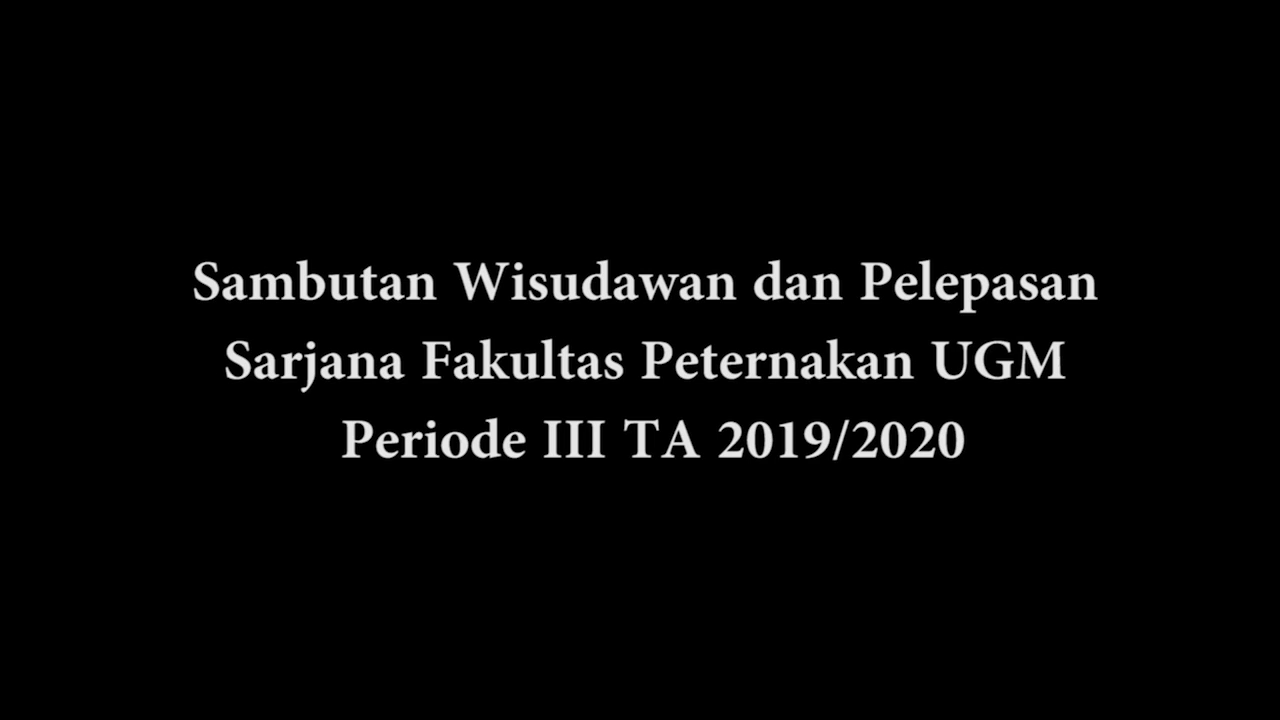 Sambutan Wisudawan dan Pelepasan
Sarjana Fakultas Peternakan UGM
Periode III TA 2019/2020